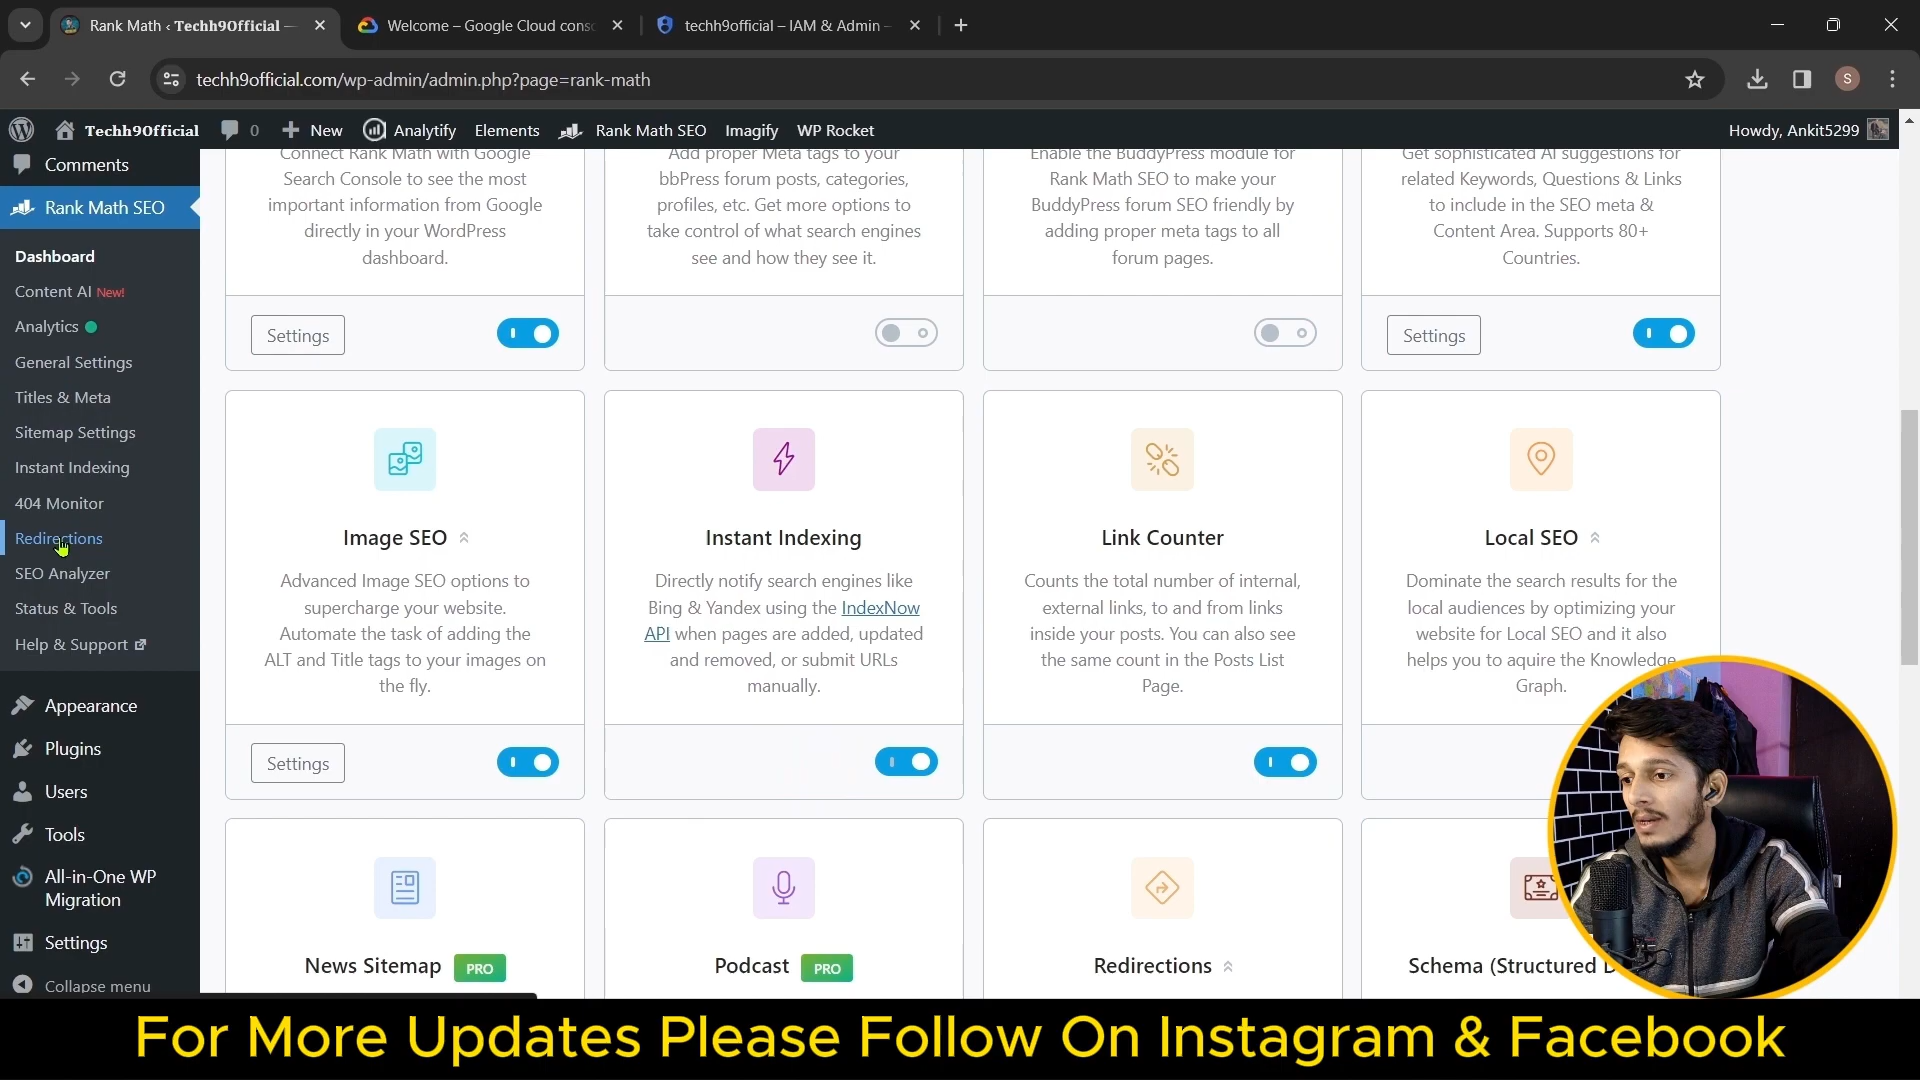 Rank Math ‹ Techh9Official —
Welcome – Google Cloud cons
techh9official – IAM & Admin –
techh9official.com/wp-admin/admin.php?page=rank-math
S
Techh9Official
0
New
Analytify
Elements
Rank Math SEO
Imagify
WP Rocket
Howdy, Ankit5299
Comments
Rank Math SEO
Dashboard
Content AI New!
Analytics
General Settings
Titles & Meta
Sitemap Settings
Instant Indexing
404 Monitor
Redirections
SEO Analyzer
Status & Tools
Help & Support
Appearance
Plugins
Users
Tools
All-in-One WP
Migration
Settings
Collapse menu
Connect Rank Math with Google
Search Console to see the most
important information from Google
directly in your WordPress
dashboard.
Settings
Add proper Meta tags to your
bbPress forum posts, categories,
profiles, etc. Get more options to
take control of what search engines
see and how they see it.
Enable the BuddyPress module for
Rank Math SEO to make your
BuddyPress forum SEO friendly by
adding proper meta tags to all
forum pages.
Get sophisticated AI suggestions for
related Keywords, Questions & Links
to include in the SEO meta &
Content Area. Supports 80+
Countries.
Settings
Image SEO
Advanced Image SEO options to
supercharge your website.
Automate the task of adding the
ALT and Title tags to your images on
the fly.
Settings
Instant Indexing
Directly notify search engines like
Bing & Yandex using the IndexNow
API when pages are added, updated
and removed, or submit URLs
manually.
Link Counter
Counts the total number of internal,
external links, to and from links
inside your posts. You can also see
the same count in the Posts List
Page.
Local SEO
Dominate the search results for the
local audiences by optimizing your
website for Local SEO and it also
helps you to aquire the Knowledge
Graph.
News Sitemap PRO
Podcast PRO
Redirections
Schema (Structured D
For More Updates Please Follow On Instagram & Facebook